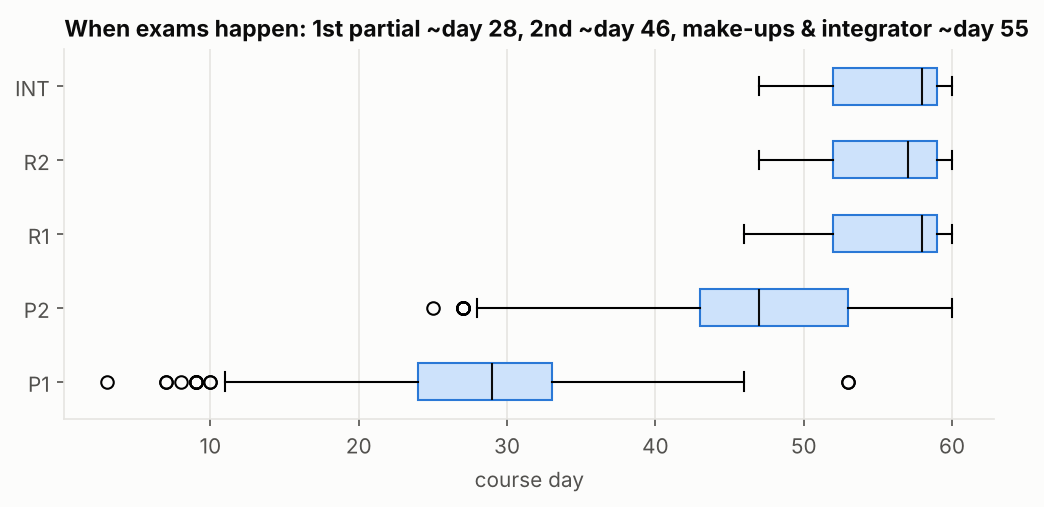 When exams happen: 1st partial ~day 28, 2nd ~day 46, make-ups & integrator ~day 55
INT
R2
R1
P2
P1
10 20 30 40 50 60
course day